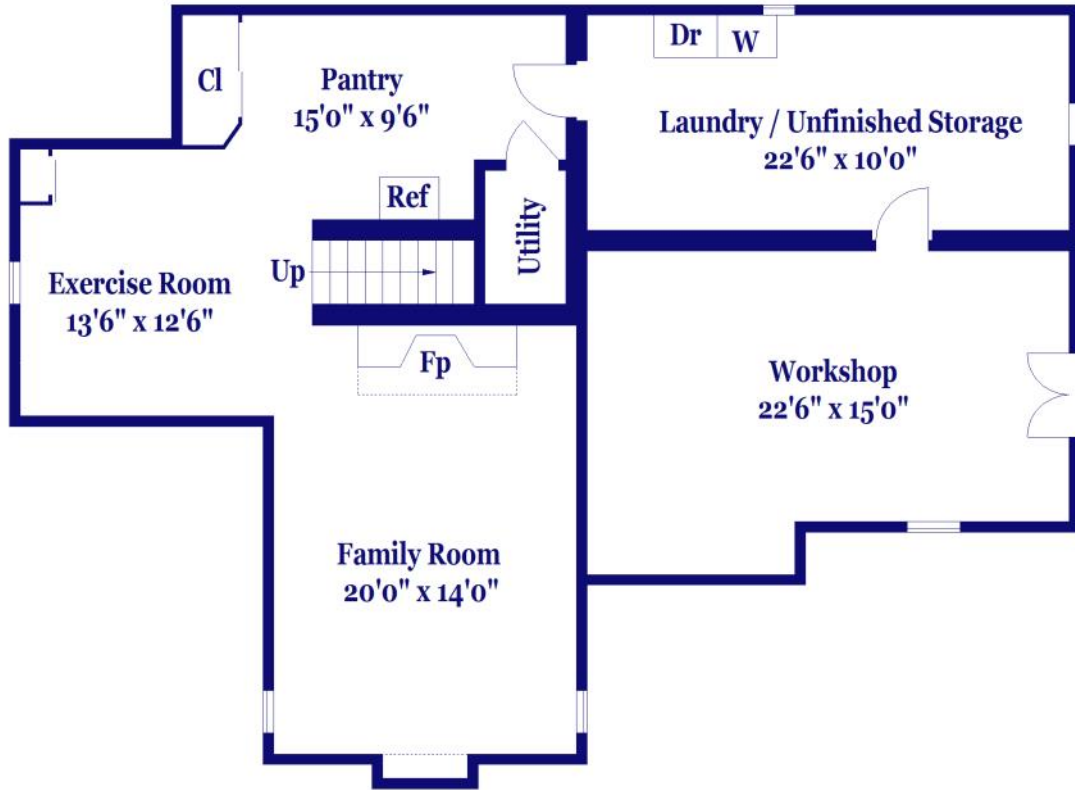 Cl
Pantry
15'0" x 9'6"
Dr
W
Laundry / Unfinished Storage
22'6" x 10'0"
Ref
Utility
Up
Exercise Room
13'6" x 12'6"
Fp
Workshop
22'6" x 15'0"
Family Room
20'0" x 14'0"